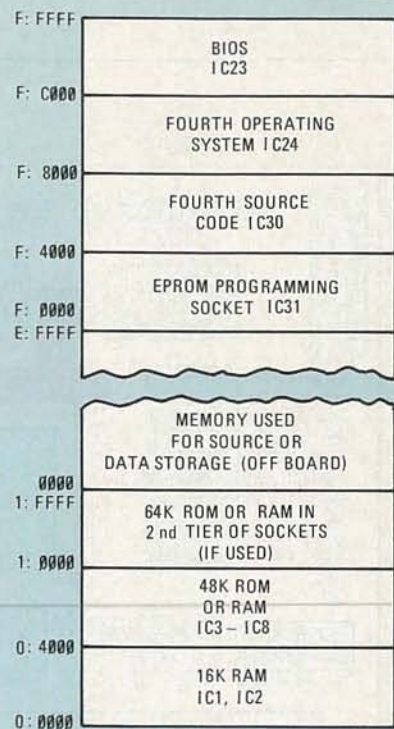 F: FFFF
BIOS
IC23
F: C000
FOURTH OPERATING
SYSTEM IC24
F: 8000
FOURTH SOURCE
CODE IC30
F: 4000
EPROM PROGRAMMING
SOCKET IC31
F: 0000
E: FFFF
MEMORY USED
FOR SOURCE OR
DATA STORAGE (OFF BOARD)
0000
1: FFFF
64K ROM OR RAM IN
2 nd TIER OF SOCKETS
(IF USED)
1: 0000
48K ROM
OR RAM
IC3 – IC8
0: 4000
16K RAM
IC1, IC2
0: 0000